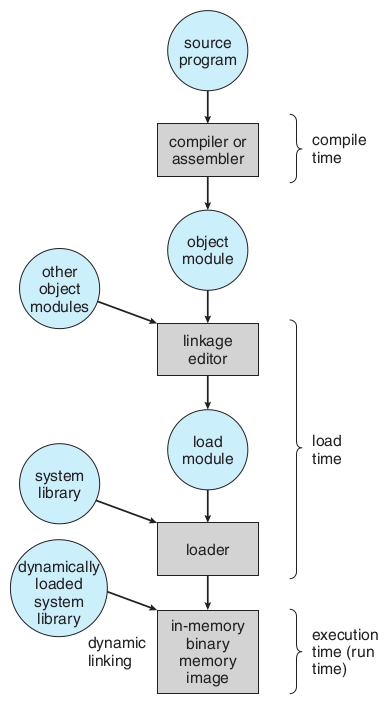 source
program
compiler or
assembler
compile
time
object
module
other
object
modules
linkage
editor
load
module
load
time
system
library
loader
dynamically
loaded
system
library
dynamic
linking
in-memory
binary
memory
image
execution
time (run
time)